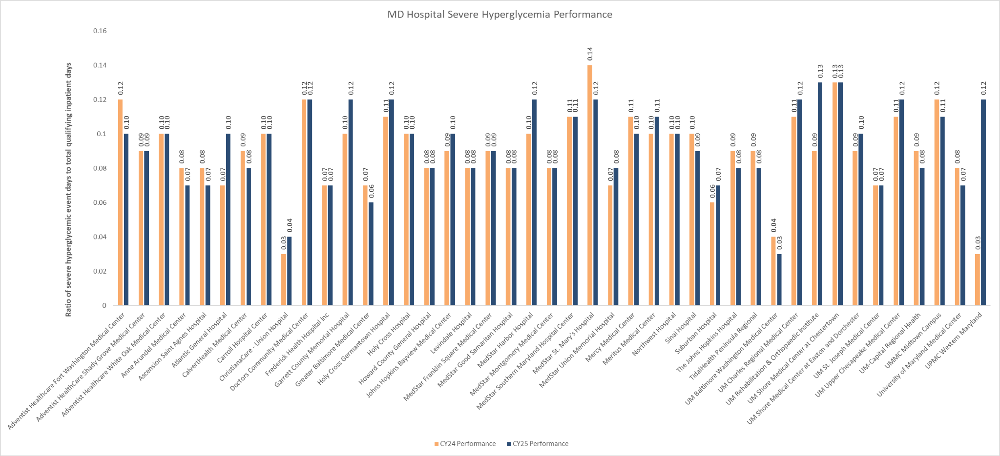 MD Hospital Severe Hyperglycemia Performance
Ratio of severe hyperglycemic event days to total qualifying inpatient days
0.16
0.14
0.12
0.1
0.08
0.06
0.04
0.02
0
0.12
0.10
0.09
0.09
0.10
0.10
0.08
0.07
0.08
0.07
0.07
0.10
0.09
0.08
0.10
0.10
0.03
0.04
0.12
0.12
0.07
0.07
0.10
0.12
0.07
0.06
0.11
0.12
0.10
0.10
0.08
0.08
0.09
0.10
0.08
0.08
0.09
0.09
0.08
0.08
0.10
0.12
0.08
0.08
0.11
0.11
0.14
0.12
0.07
0.08
0.11
0.10
0.10
0.11
0.10
0.10
0.10
0.09
0.06
0.07
0.09
0.08
0.09
0.08
0.04
0.03
0.11
0.12
0.09
0.13
0.13
0.13
0.09
0.10
0.07
0.07
0.11
0.12
0.09
0.08
0.12
0.11
0.08
0.07
0.03
0.12
Adventist Healthcare Fort Washington Medical Center
Adventist HealthCare Shady Grove Medical Center
Adventist Healthcare White Oak Medical Center
Anne Arundel Medical Center
Ascension Saint Agnes Hospital
Atlantic General Hospital
CalvertHealth Medical Center
Carroll Hospital Center
ChristianaCare - Union Hospital
Doctors Community Medical Center
Frederick Health Hospital Inc
Garrett County Memorial Hospital
Greater Baltimore Medical Center
Holy Cross Germantown Hospital
Holy Cross Hospital
Howard County General Hospital
Johns Hopkins Bayview Medical Center
Levindale Hospital
MedStar Franklin Square Medical Center
MedStar Good Samaritan Hospital
MedStar Harbor Hospital
MedStar Montgomery Medical Center
MedStar Southern Maryland Hospital Center
MedStar St. Mary's Hospital
MedStar Union Memorial Hospital
Mercy Medical Center
Meritus Medical Center
Northwest Hospital
Sinai Hospital
Suburban Hospital
The Johns Hopkins Hospital
TidalHealth Peninsula Regional
UM Baltimore Washington Medical Center
UM Charles Regional Medical Center
UM Rehabilitation & Orthopaedic Institute
UM Shore Medical Center at Chestertown
UM Shore Medical Center at Easton and Dorchester
UM St. Joseph Medical Center
UM Upper Chesapeake Medical Center
UM-Capital Regional Health
UMMC Midtown Campus
University of Maryland Medical Center
UPMC Western Maryland
CY24 Performance
CY25 Performance